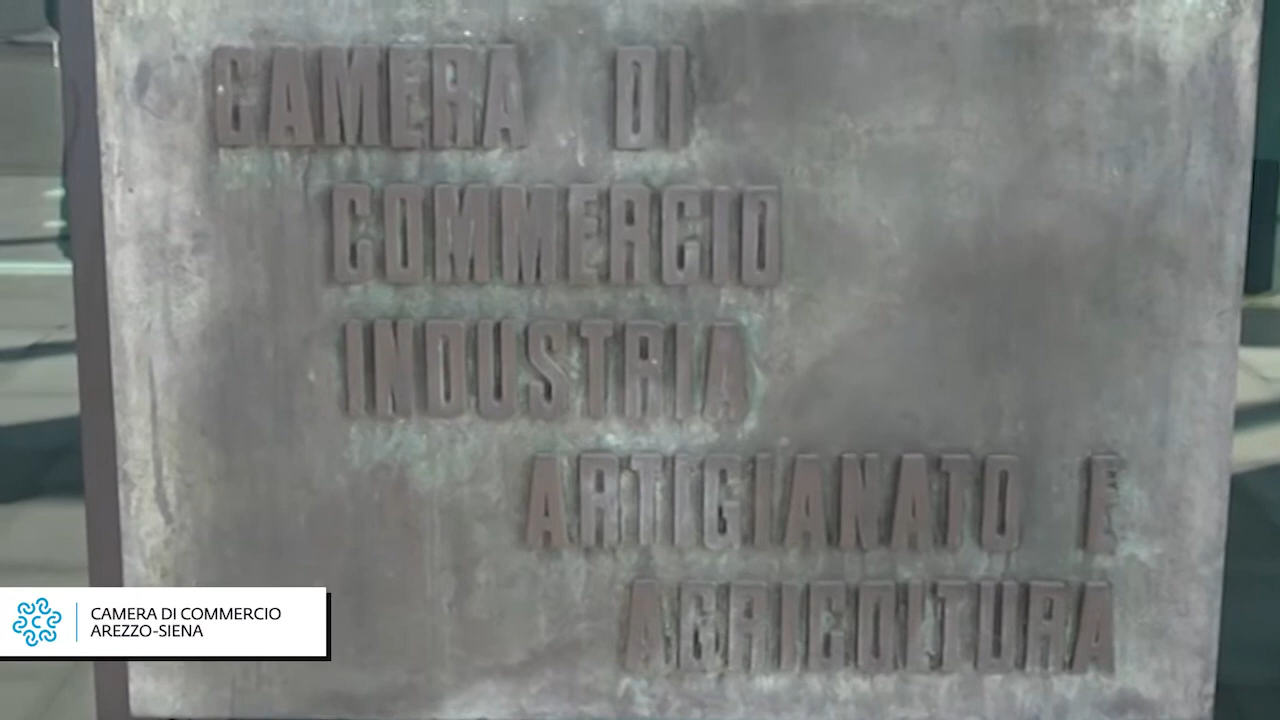 CAMERA DI
COMMERCIO
INDUSTRIA
ARTIGIANATO E
AGRICOLTURA
CAMERA DI COMMERCIO
AREZZO-SIENA